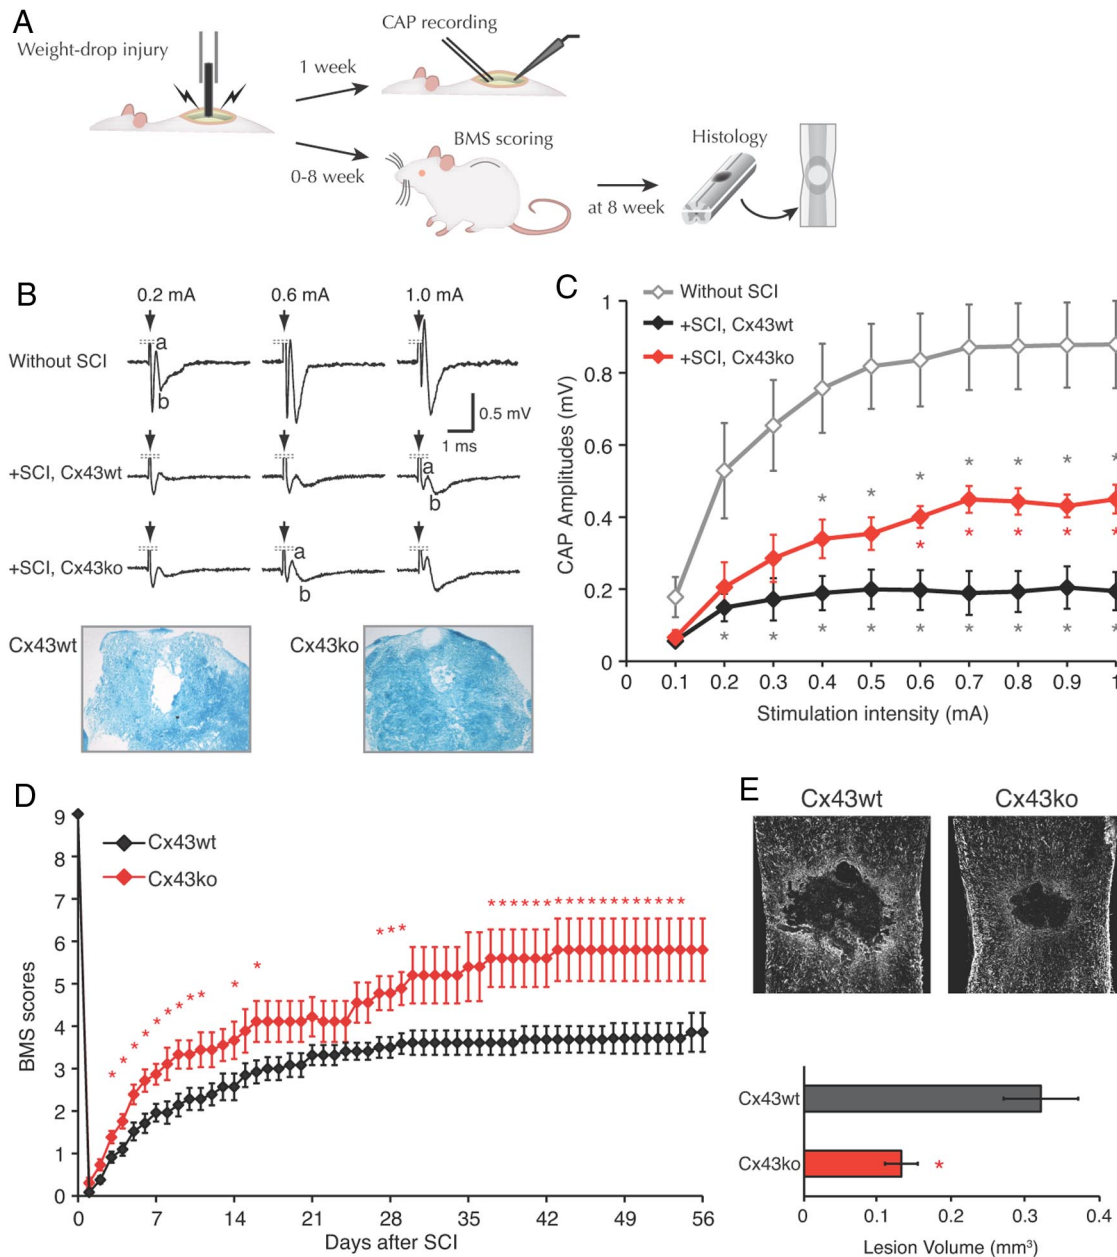 A
Weight-drop injury
CAP recording
1 week
0-8 week
BMS scoring
at 8 week
Histology
B
0.2 mA
0.6 mA
1.0 mA
Without SCI
a
b
0.5 mV
1 ms
+SCI, Cx43wt
a
b
+SCI, Cx43ko
a
b
Cx43wt
Cx43ko
C
Without SCI
+SCI, Cx43wt
+SCI, Cx43ko
CAP Amplitudes (mV)
1
0.8
0.6
0.4
0.2
0
* * * * * * *
* * * * *
* * * * * * * * *
0 0.1 0.2 0.3 0.4 0.5 0.6 0.7 0.8 0.9 1
Stimulation intensity (mA)
D
Cx43wt
Cx43ko
BMS scores
9
8
7
6
5
4
3
2
1
0
0 7 14 21 28 35 42 49 56
Days after SCI
E
Cx43wt
Cx43ko
Cx43wt
Cx43ko
*
0 0.1 0.2 0.3 0.4
Lesion Volume (mm³)